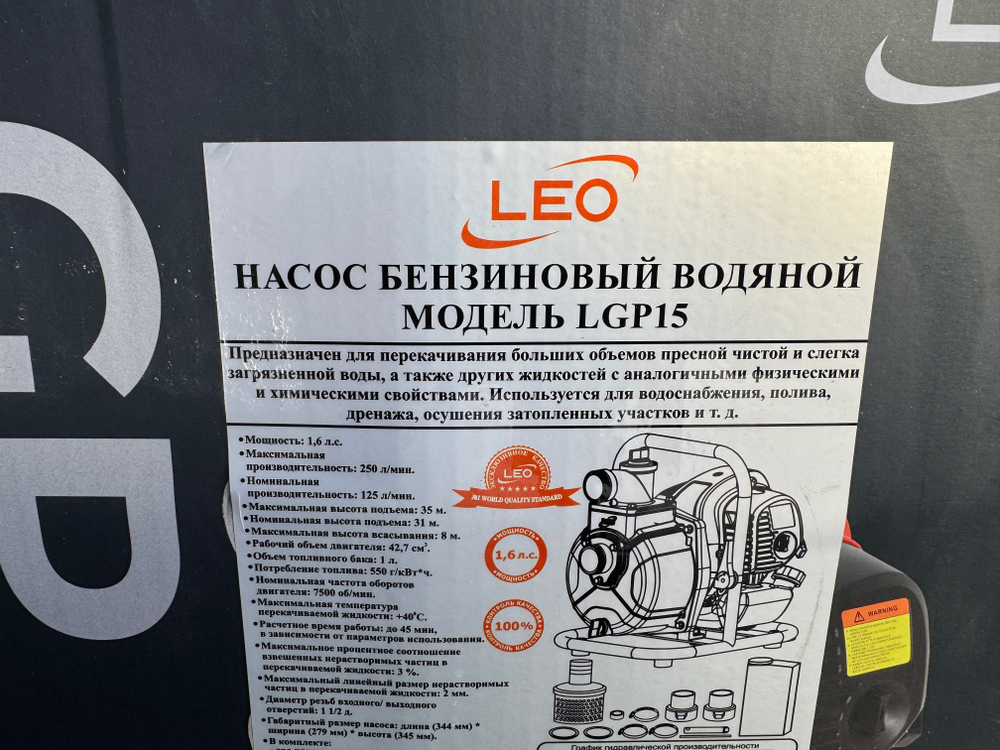 LEO
НАСОС БЕНЗИНОВЫЙ ВОДЯНОЙ
МОДЕЛЬ LGP15
Предназначен для перекачивания больших объемов пресной чистой и слегка
загрязненной воды, а также других жидкостей с аналогичными физическими
и химическими свойствами. Используется для водоснабжения, полива,
дренажа, осушения затопленных участков и т. д.
•Мощность: 1,6 л.с.
•Максимальная
производительность: 250 л/мин.
•Номинальная
производительность: 125 л/мин.
•Максимальная высота подъема: 35 м.
•Номинальная высота подъема: 31 м.
•Максимальная высота всасывания: 8 м.
•Рабочий объем двигателя: 42,7 см³.
•Объем топливного бака: 1 л.
•Потребление топлива: 550 г/кВт*ч.
•Номинальная частота оборотов
двигателя: 7500 об/мин.
•Максимальная температура
перекачиваемой жидкости: +40°С.
•Расчетное время работы: до 45 мин,
в зависимости от параметров использования.
•Максимальное процентное соотношение
взвешенных нерастворимых частиц в
перекачиваемой жидкости: 3 %.
•Максимальный линейный размер нерастворимых
частиц в перекачиваемой жидкости: 2 мм.
•Диаметр резьб входного/ выходного
отверстий: 1 1/2 д.
•Габаритный размер насоса: длина (344 мм) *
ширина (279 мм) * высота (345 мм).
•В комплекте:
ЭКСКЛЮЗИВНОЕ КАЧЕСТВО
LEO
№1 WORLD QUALITY STANDARD
МОЩНОСТЬ
1,6 л.с.
МОЩНОСТЬ
КОНТРОЛЬ КАЧЕСТВА
100%
КОНТРОЛЬ КАЧЕСТВА
График гидравлической производительности
WARNING
GP